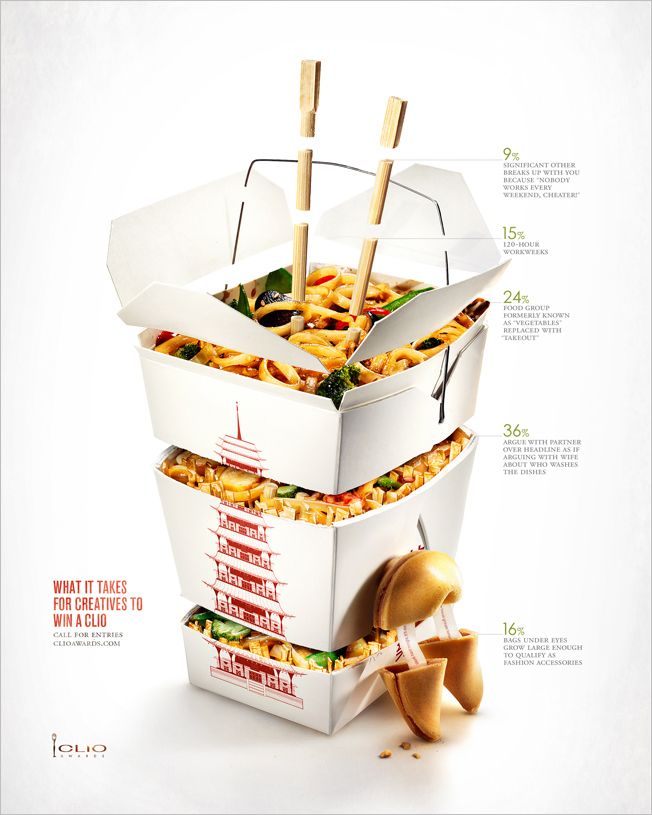 9%
SIGNIFICANT OTHER
BREAKS UP WITH YOU
BECAUSE "NOBODY
WORKS EVERY
WEEKEND, CHEATER!"
15%
120-HOUR
WORKWEEKS
24%
FOOD GROUP
FORMERLY KNOWN
AS "VEGETABLES"
REPLACED WITH
"TAKEOUT"
36%
ARGUE WITH PARTNER
OVER HEADLINE AS IF
ARGUING WITH WIFE
ABOUT WHO WASHES
THE DISHES
WHAT IT TAKES
FOR CREATIVES TO
WIN A CLIO
CALL FOR ENTRIES
CLIOAWARDS.COM
16%
BAGS UNDER EYES
GROW LARGE ENOUGH
TO QUALIFY AS
FASHION ACCESSORIES
CLIO
AWARDS